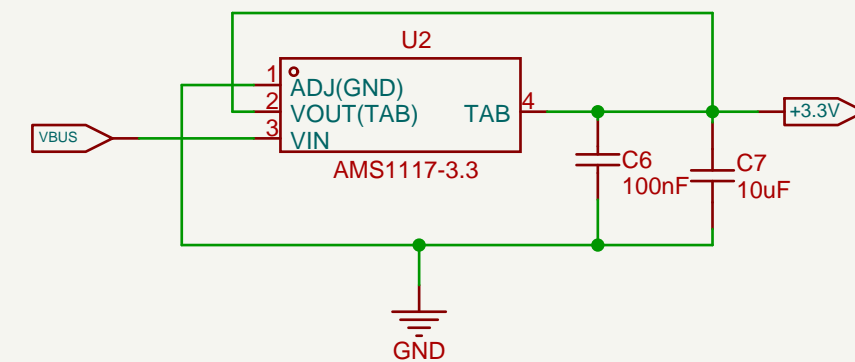 U2
1 ADJ(GND)
2 VOUT(TAB) TAB 4
+3.3V
VBUS
3 VIN
AMS1117-3.3
C6
100nF
C7
10uF
GND